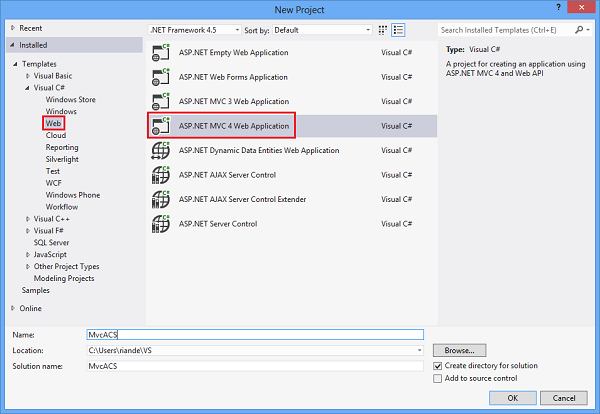 New Project
Recent
.NET Framework 4.5
Sort by:
Default
Search Installed Templates (Ctrl+E)
Installed
Templates
Visual Basic
Visual C#
Windows Store
Windows
Web
Cloud
Reporting
Silverlight
Test
WCF
Windows Phone
Workflow
Visual C++
Visual F#
SQL Server
JavaScript
Other Project Types
Modeling Projects
Samples
Online
C# ASP.NET Empty Web Application Visual C#
C# ASP.NET Web Forms Application Visual C#
C# ASP.NET MVC 3 Web Application Visual C#
C# ASP.NET MVC 4 Web Application Visual C#
C# ASP.NET Dynamic Data Entities Web Application Visual C#
C# ASP.NET AJAX Server Control Visual C#
C# ASP.NET AJAX Server Control Extender Visual C#
C# ASP.NET Server Control Visual C#
Type: Visual C#
A project for creating an application using
ASP.NET MVC 4 and Web API
Name: MvcACS
Location: C:\Users\riande\VS
Browse...
Solution name: MvcACS
Create directory for solution
Add to source control
OK
Cancel